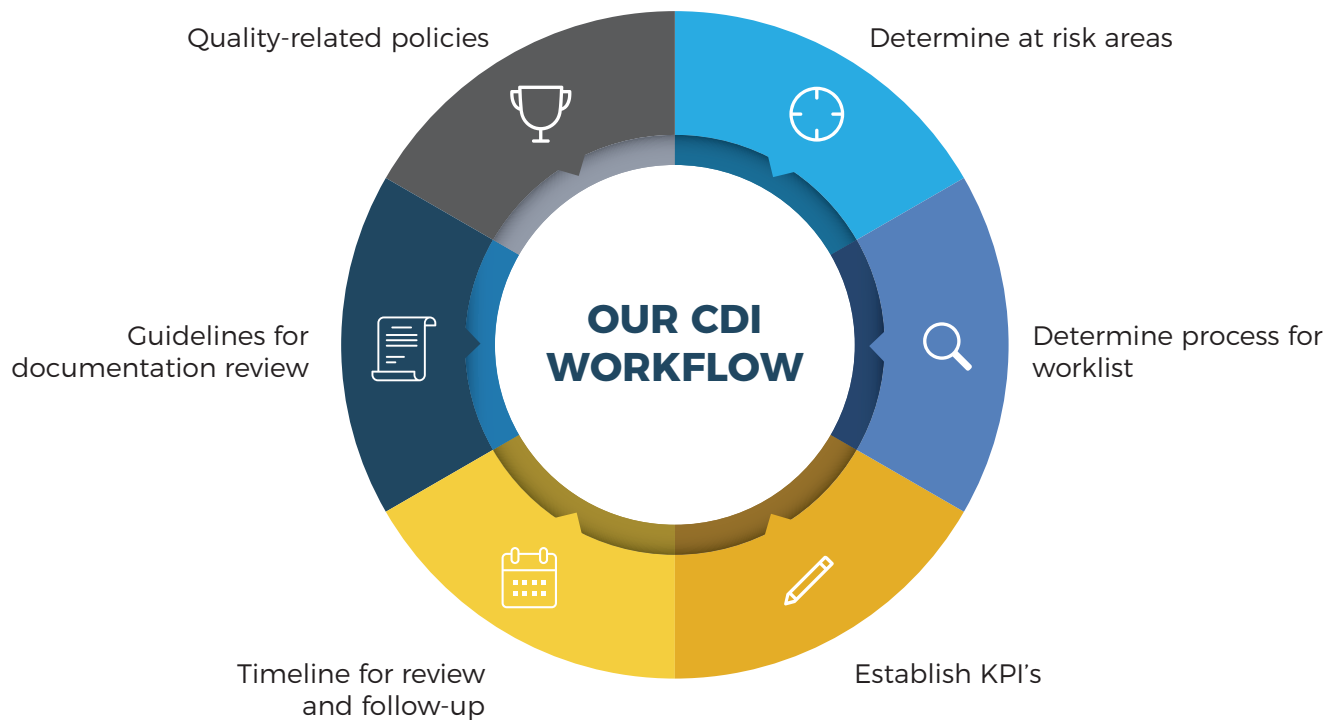 Quality-related policies
Determine at risk areas
OUR CDI
WORKFLOW
Guidelines for
documentation review
Determine process for
worklist
Timeline for review
and follow-up
Establish KPI’s